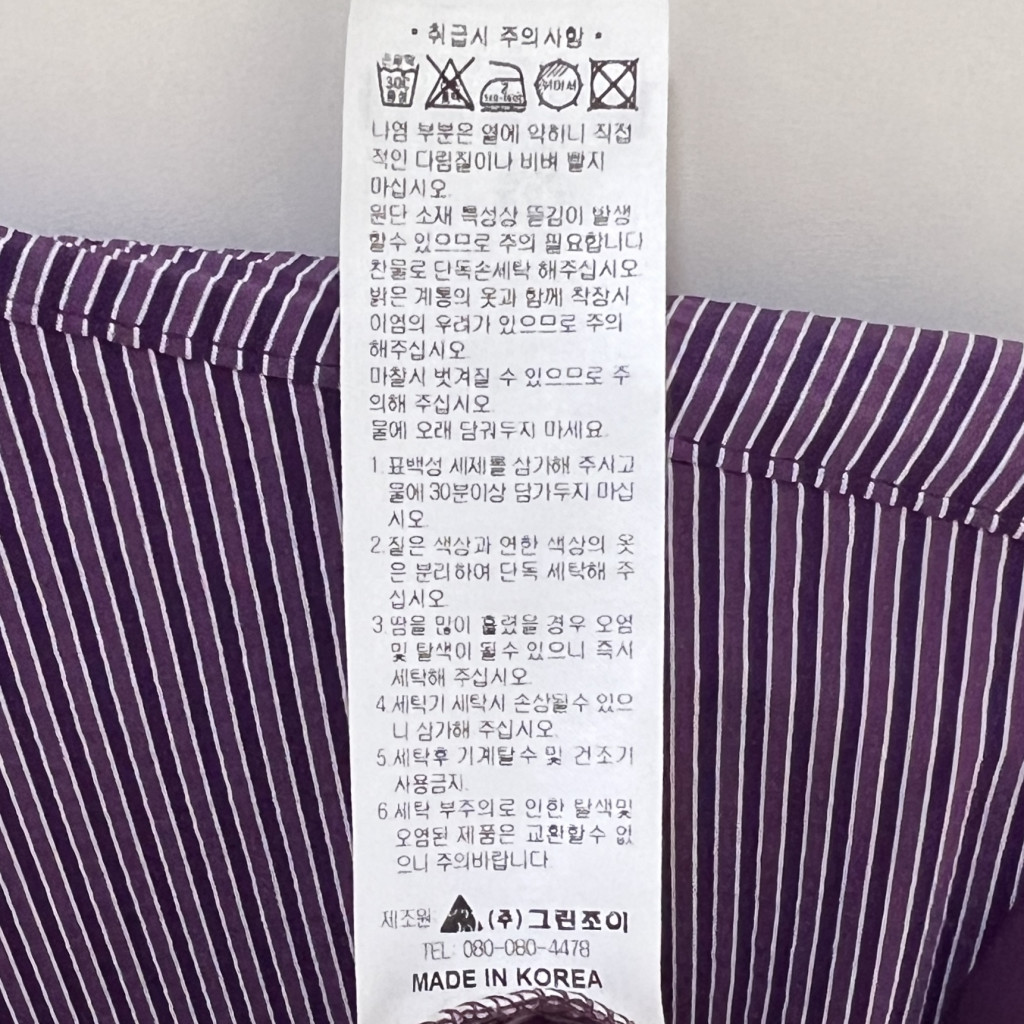 • 취급시 주의사항 •
손세탁
30℃
중성
나염 부분은 열에 약하니 직접
적인 다림질이나 비벼 빨지
마십시오.
원단 소재 특성상 뜯김이 발생
할수 있으므로 주의 필요합니다
찬물로 단독손세탁 해주십시오.
밝은 계통의 옷과 함께 착장시
이염의 우려가 있으므로 주의
해주십시오.
마찰시 벗겨질 수 있으므로 주
의해 주십시오.
물에 오래 담궈두지 마세요.
1.표백성 세제를 삼가해 주시고
물에 30분이상 담가두지 마십
시오.
2.짙은 색상과 연한 색상의 옷
은 분리하여 단독 세탁해 주
십시오.
3.땀을 많이 흘렸을 경우 오염
및 탈색이 될수 있으니 즉시
세탁해 주십시오.
4.세탁기 세탁시 손상될수 있으
니 삼가해 주십시오.
5.세탁후 기계탈수 및 건조기
사용금지.
6.세탁 부주의로 인한 탈색및
오염된 제품은 교환할수 없
으니 주의바랍니다.
제조원 (주)그린조이
TEL: 080-080-4478
MADE IN KOREA